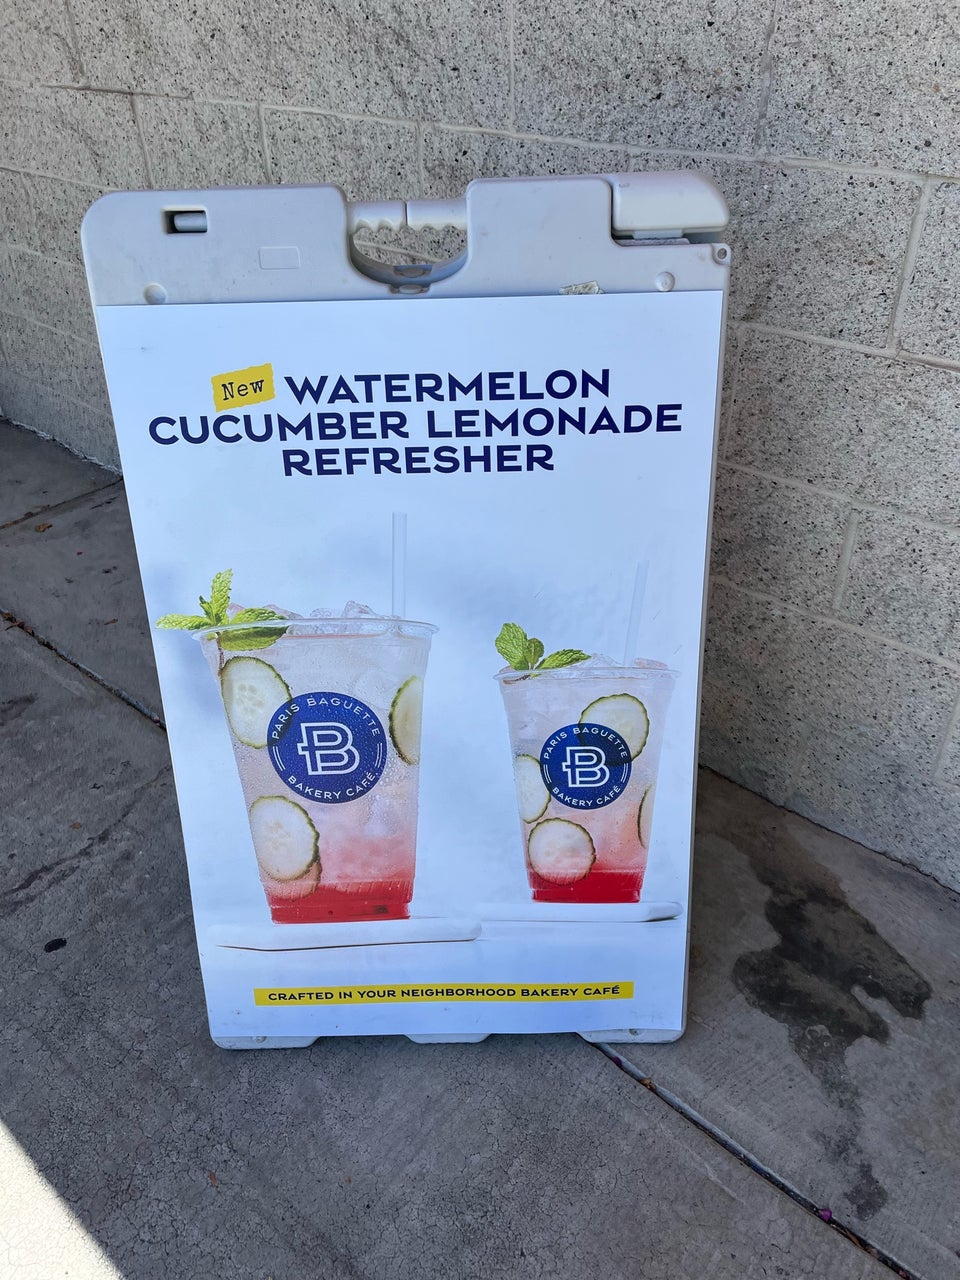 New WATERMELON
CUCUMBER LEMONADE
REFRESHER
PARIS BAGUETTE
B
BAKERY CAFÉ
PARIS BAGUETTE
B
BAKERY CAFÉ
CRAFTED IN YOUR NEIGHBORHOOD BAKERY CAFÉ